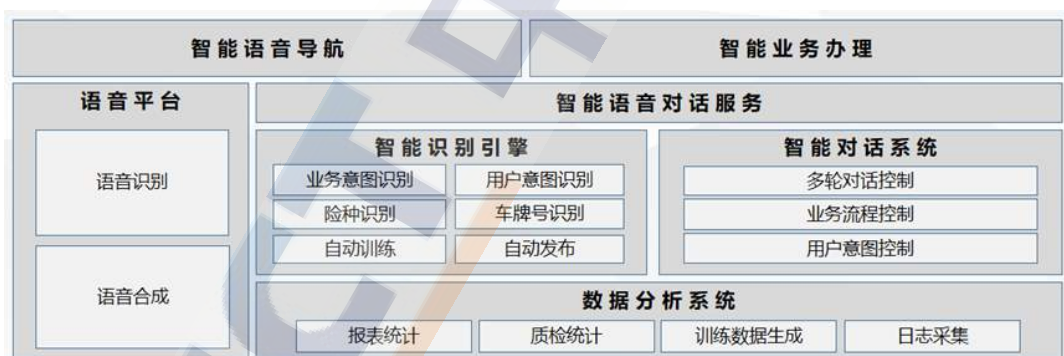 智能语音导航 智能业务办理
语音平台
语音识别
语音合成
智能语音对话服务
智能识别引擎
业务意图识别 用户意图识别
险种识别 车牌号识别
自动训练 自动发布
智能对话系统
多轮对话控制
业务流程控制
用户意图控制
数据分析系统
报表统计 质检统计 训练数据生成 日志采集